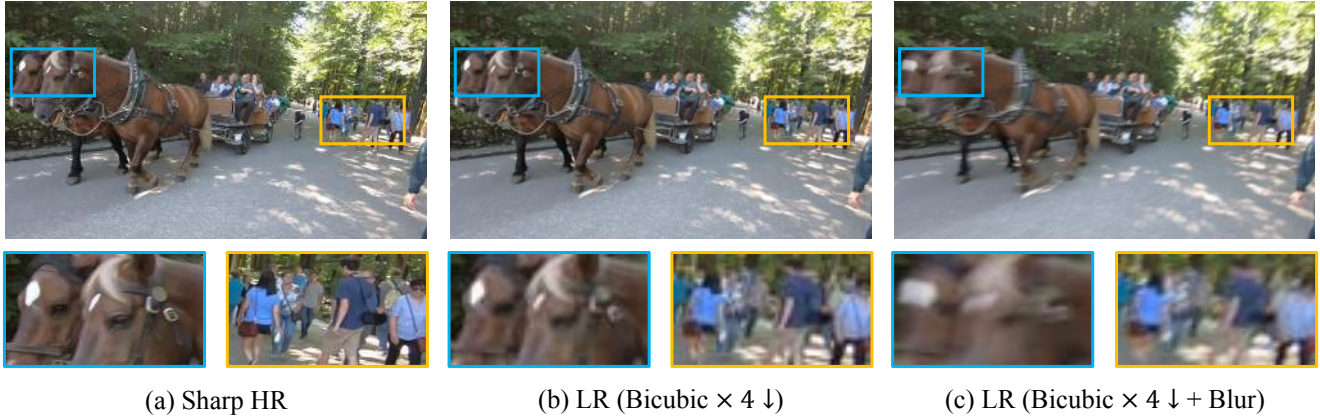 (a) Sharp HR
(b) LR (Bicubic × 4 ↓)
(c) LR (Bicubic × 4 ↓ + Blur)